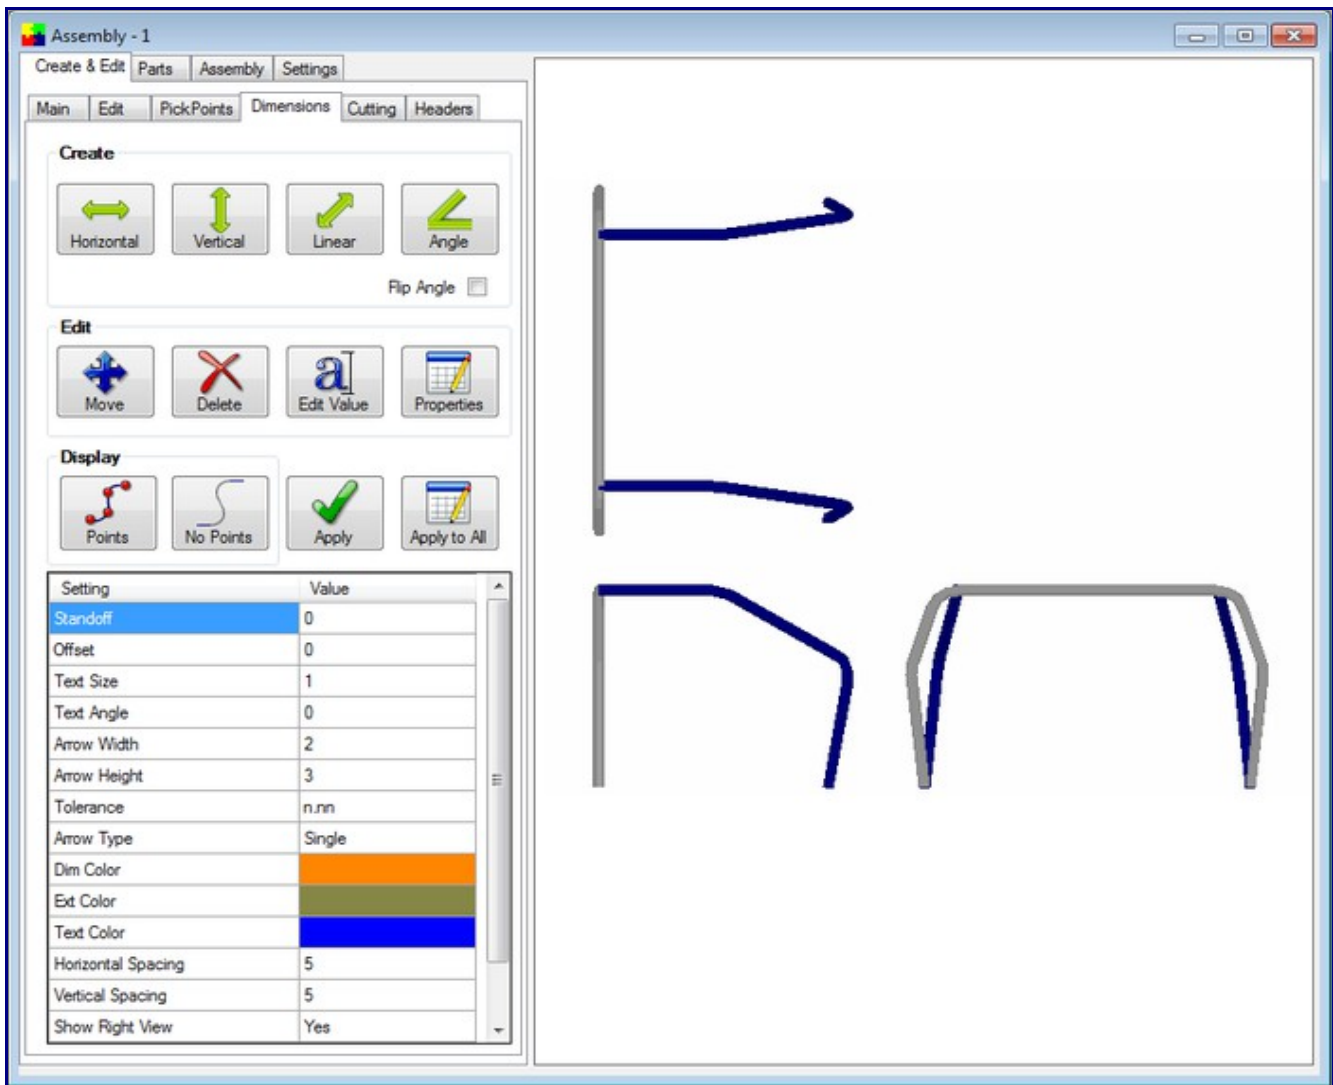 Assembly - 1
Create & Edit Parts Assembly Settings
Main Edit PickPoints Dimensions Cutting Headers
Create
Horizontal Vertical Linear Angle
Flip Angle
Edit
Move Delete Edit Value Properties
Display
Points No Points Apply Apply to All
Setting Value
Standoff 0
Offset 0
Text Size 1
Text Angle 0
Arrow Width 2
Arrow Height 3
Tolerance n.nn
Arrow Type Single
Dim Color
Ext Color
Text Color
Horizontal Spacing 5
Vertical Spacing 5
Show Right View Yes